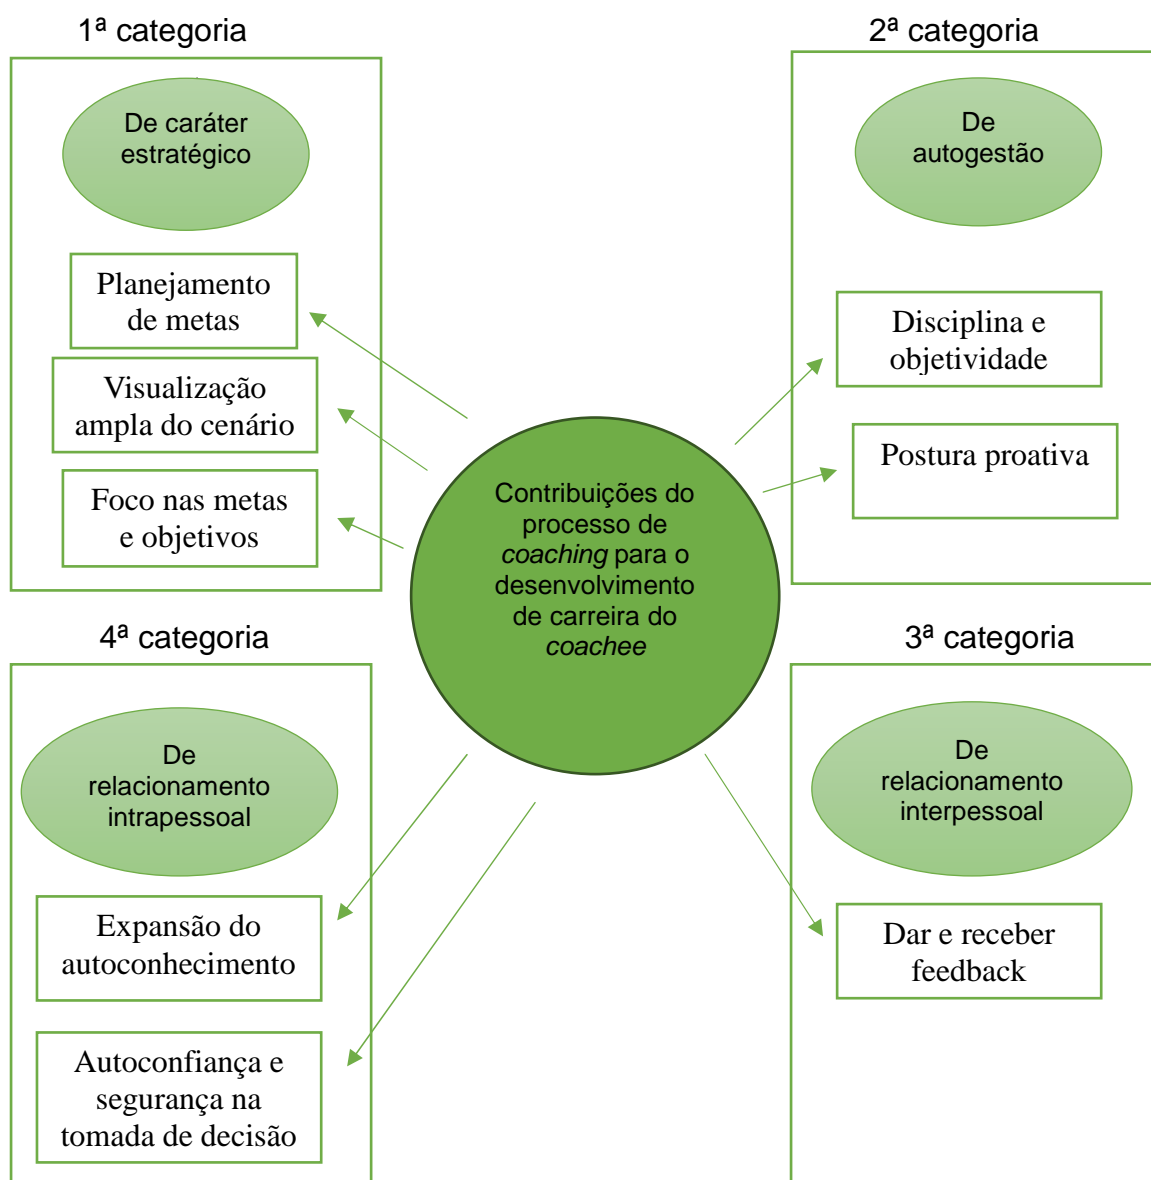 1ª categoria
De caráter
estratégico
Planejamento
de metas
Visualização
ampla do cenário
Foco nas metas
e objetivos
2ª categoria
De
autogestão
Disciplina e
objetividade
Postura proativa
Contribuições do
processo de
coaching para o
desenvolvimento
de carreira do
coachee
4ª categoria
De
relacionamento
intrapessoal
Expansão do
autoconhecimento
Autoconfiança e
segurança na
tomada de decisão
3ª categoria
De
relacionamento
interpessoal
Dar e receber
feedback